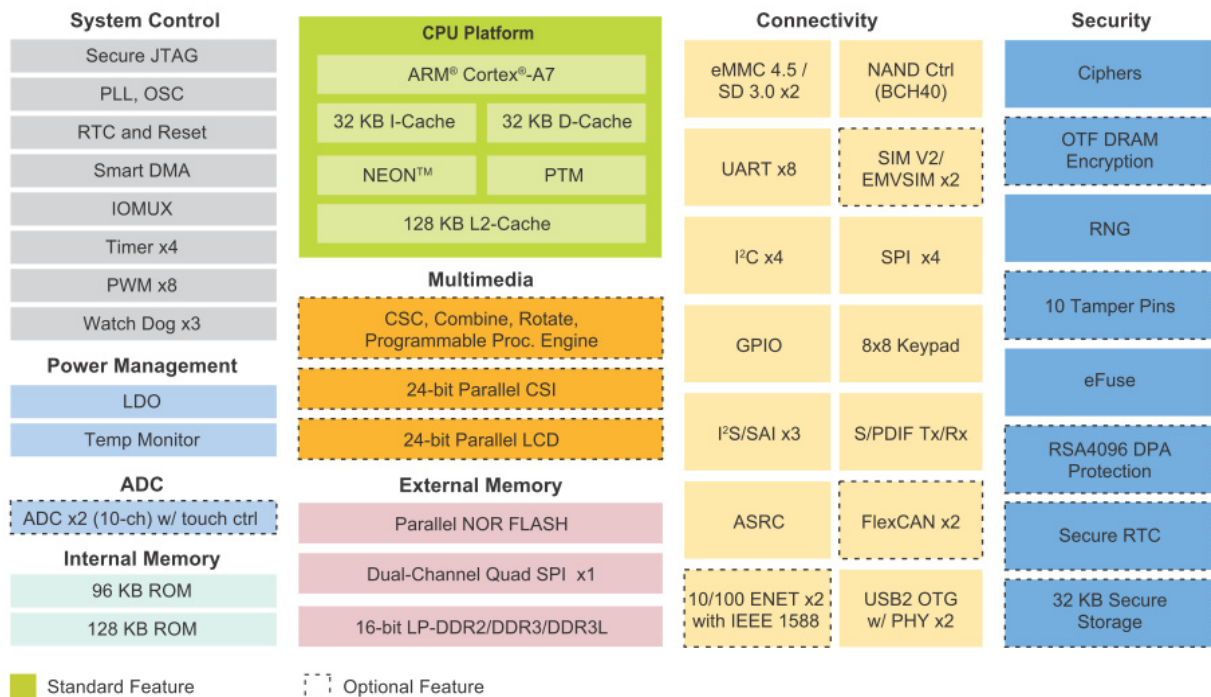 System Control
Secure JTAG
PLL, OSC
RTC and Reset
Smart DMA
IOMUX
Timer x4
PWM x8
Watch Dog x3
Power Management
LDO
Temp Monitor
ADC
ADC x2 (10-ch) w/ touch ctrl
Internal Memory
96 KB ROM
128 KB ROM
CPU Platform
ARM® Cortex®-A7
32 KB I-Cache
32 KB D-Cache
NEON™
PTM
128 KB L2-Cache
Multimedia
CSC, Combine, Rotate,
Programmable Proc. Engine
24-bit Parallel CSI
24-bit Parallel LCD
External Memory
Parallel NOR FLASH
Dual-Channel Quad SPI x1
16-bit LP-DDR2/DDR3/DDR3L
Connectivity
eMMC 4.5 /
SD 3.0 x2
NAND Ctrl
(BCH40)
UART x8
SIM V2/
EMVSIM x2
I²C x4
SPI x4
GPIO
8x8 Keypad
I²S/SAI x3
S/PDIF Tx/Rx
ASRC
FlexCAN x2
10/100 ENET x2
with IEEE 1588
USB2 OTG
w/ PHY x2
Security
Ciphers
OTF DRAM
Encryption
RNG
10 Tamper Pins
eFuse
RSA4096 DPA
Protection
Secure RTC
32 KB Secure
Storage
Standard Feature
Optional Feature